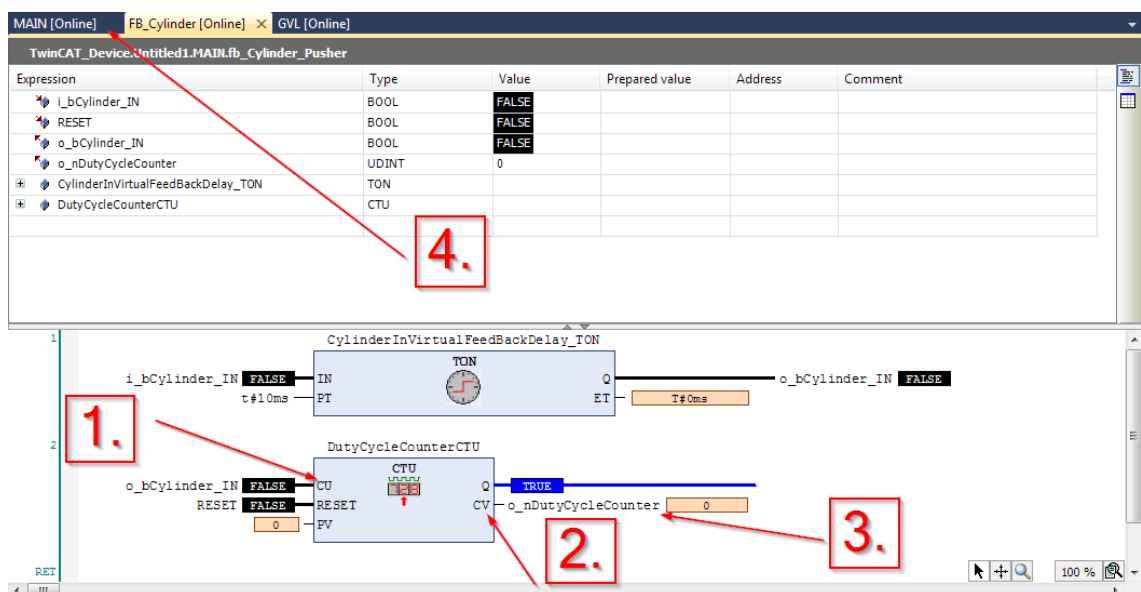 MAIN [Online] FB_Cylinder [Online] × GVL [Online]
TwinCAT_Device.Untitled1.MAIN.fb_Cylinder_Pusher
Expression Type Value Prepared value Address Comment
i_bCylinder_IN BOOL FALSE
RESET BOOL FALSE
o_bCylinder_IN BOOL FALSE
o_nDutyCycleCounter UDINT 0
CylinderInVirtualFeedBackDelay_TON TON
DutyCycleCounterCTU CTU
4.
1 CylinderInVirtualFeedBackDelay_TON
TON
i_bCylinder_IN FALSE IN Q o_bCylinder_IN FALSE
t#10ms PT ET T#0ms
1.
2 DutyCycleCounterCTU
CTU
o_bCylinder_IN FALSE CU Q TRUE
RESET FALSE RESET CV o_nDutyCycleCounter 0
0 PV
2. 3.
RET 100 %